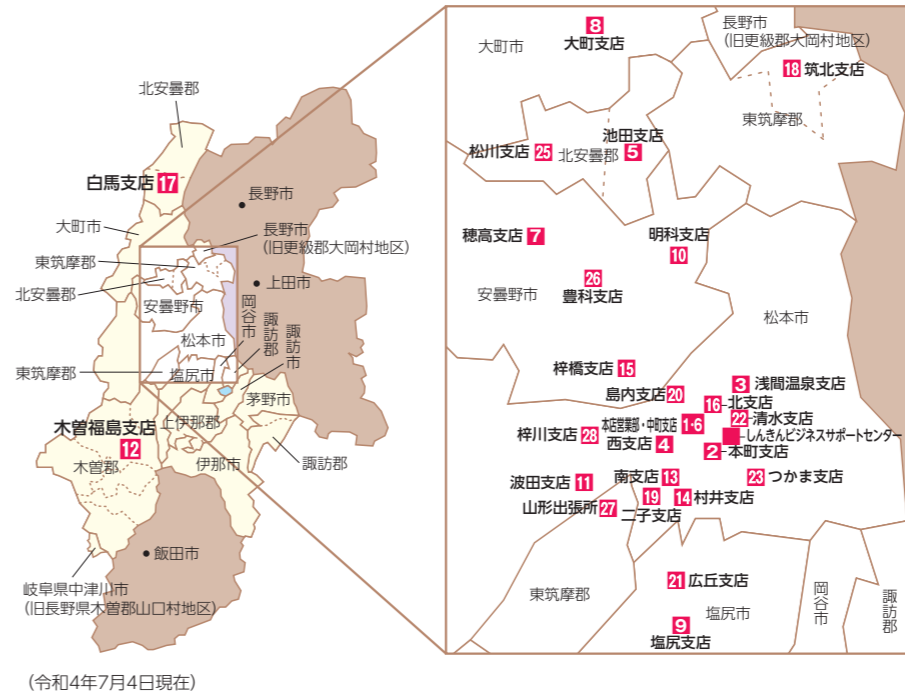 北安曇郡
白馬支店 17
大町市
長野市
長野市
(旧更級郡大岡村地区)
東筑摩郡
北安曇郡
上田市
安曇野市
岡谷市
諏訪郡
諏訪市
松本市
東筑摩郡
塩尻市
茅野市
上伊那郡
木曽福島支店
12
諏訪郡
伊那市
木曽郡
飯田市
岐阜県中津川市
(旧長野県木曽郡山口村地区)
(令和4年7月4日現在)
8
大町支店
大町市
長野市
(旧更級郡大岡村地区)
18 筑北支店
東筑摩郡
池田支店
松川支店 25
北安曇郡
5
穂高支店 7
明科支店
10
26
豊科支店
安曇野市
松本市
梓橋支店 15
島内支店 20
3 浅間温泉支店
16 北支店
本店営業部・中町支店 1・6
22 清水支店
しんきんビジネスサポートセンター
梓川支店 28
西支店 4
2 本町支店
波田支店 11
南支店 13
23 つかま支店
山形出張所 27
19
二子支店
14 村井支店
21 広丘支店
東筑摩郡
塩尻市
9
塩尻支店
岡谷市
諏訪郡